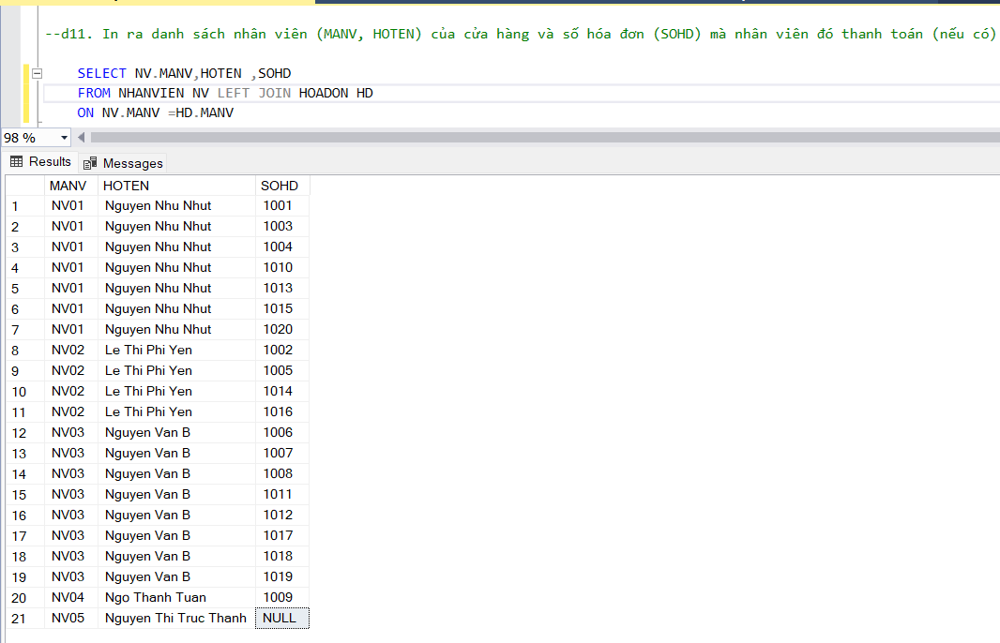 --d11. In ra danh sách nhân viên (MANV, HOTEN) của cửa hàng và số hóa đơn (SOHD) mà nhân viên đó thanh toán (nếu có)
SELECT NV.MANV,HOTEN ,SOHD
FROM NHANVIEN NV LEFT JOIN HOADON HD
ON NV.MANV =HD.MANV
98 %
Results Messages
MANV HOTEN SOHD
1 NV01 Nguyen Nhu Nhut 1001
2 NV01 Nguyen Nhu Nhut 1003
3 NV01 Nguyen Nhu Nhut 1004
4 NV01 Nguyen Nhu Nhut 1010
5 NV01 Nguyen Nhu Nhut 1013
6 NV01 Nguyen Nhu Nhut 1015
7 NV01 Nguyen Nhu Nhut 1020
8 NV02 Le Thi Phi Yen 1002
9 NV02 Le Thi Phi Yen 1005
10 NV02 Le Thi Phi Yen 1014
11 NV02 Le Thi Phi Yen 1016
12 NV03 Nguyen Van B 1006
13 NV03 Nguyen Van B 1007
14 NV03 Nguyen Van B 1008
15 NV03 Nguyen Van B 1011
16 NV03 Nguyen Van B 1012
17 NV03 Nguyen Van B 1017
18 NV03 Nguyen Van B 1018
19 NV03 Nguyen Van B 1019
20 NV04 Ngo Thanh Tuan 1009
21 NV05 Nguyen Thi Truc Thanh NULL